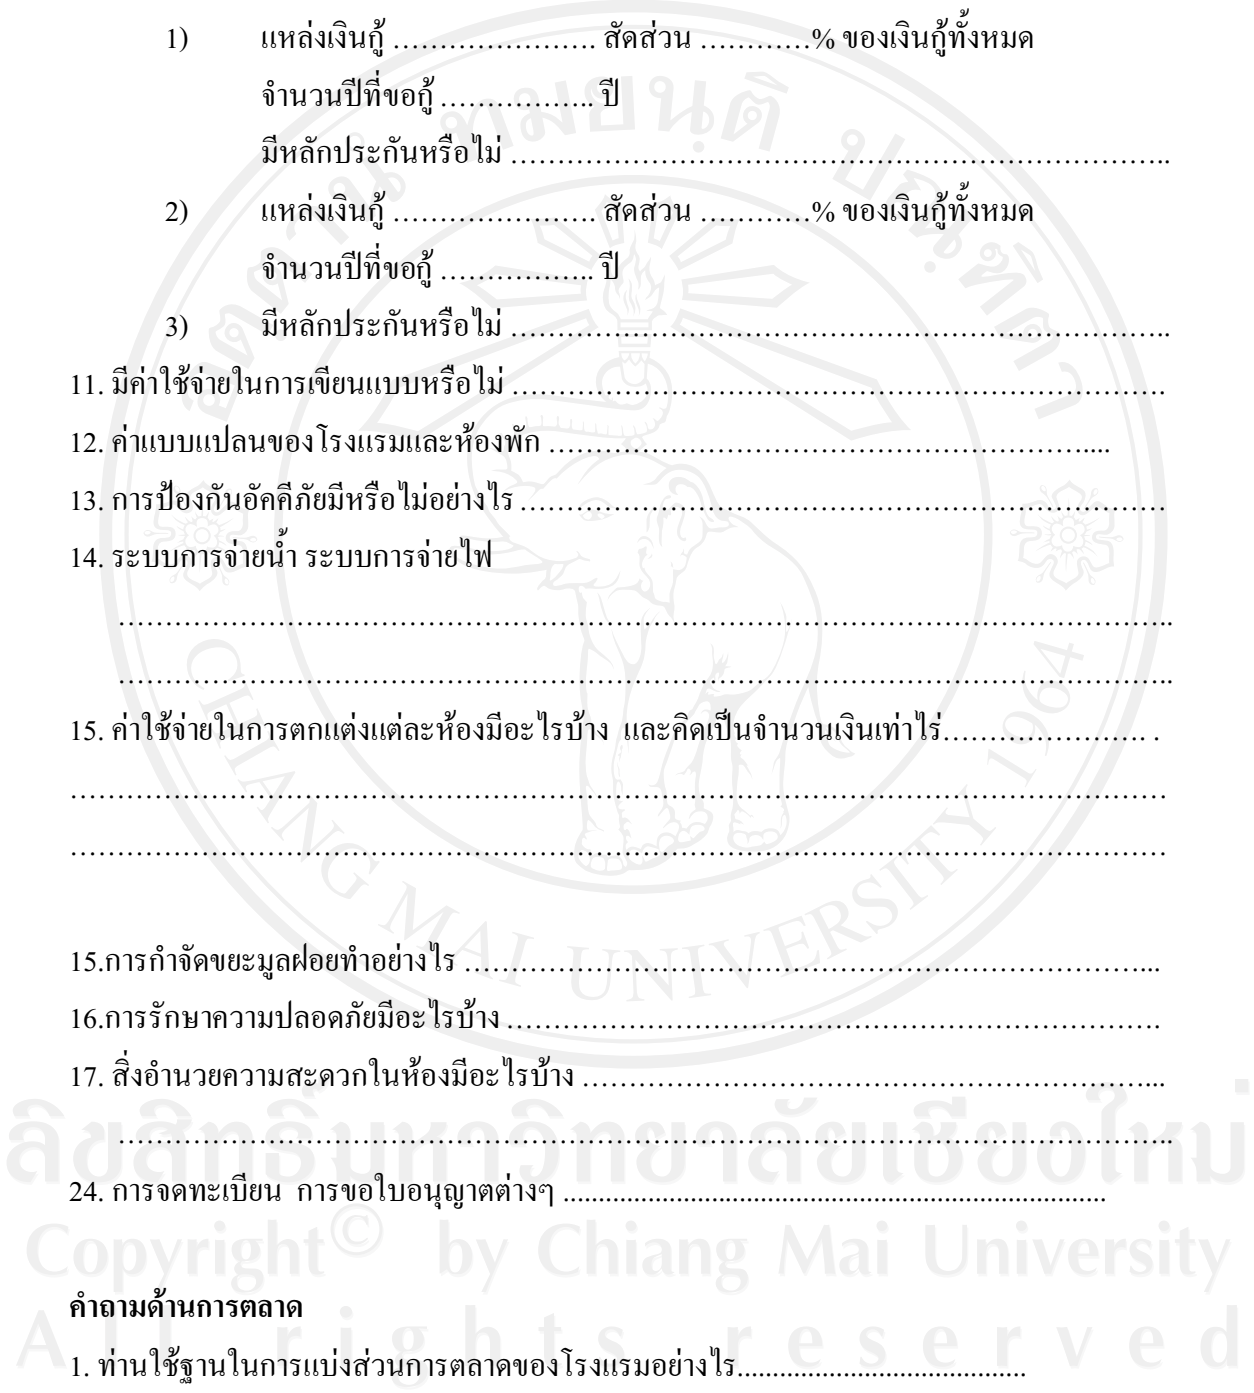 1) แหล่งเงินกู้ …………………. สัดส่วน …………% ของเงินกู้ทั้งหมด
จำนวนปีที่ขอกู้ …………….. ปี
มีหลักประกันหรือไม่ ……………………………………………………………..
2) แหล่งเงินกู้ …………………. สัดส่วน …………% ของเงินกู้ทั้งหมด
จำนวนปีที่ขอกู้ …………….. ปี
3) มีหลักประกันหรือไม่ ……………………………………………………………..
11. มีค่าใช้จ่ายในการเขียนแบบหรือไม่ …………………………………………………………….
12. ค่าแบบแปลนของโรงแรมและห้องพัก …………………………………………………....
13. การป้องกันอัคคีภัยมีหรือไม่อย่างไร ……………………………………………………………
14. ระบบการจ่ายน้ำ ระบบการจ่ายไฟ
…………………………………………………………………………………………………..
…………………………………………………………………………………………………..
15. ค่าใช้จ่ายในการตกแต่งแต่ละห้องมีอะไรบ้าง และคิดเป็นจำนวนเงินเท่าไร่…………………. .
………………………………………………………………………………………………………
………………………………………………………………………………………………………
15.การกำจัดขยะมูลฝอยทำอย่างไร ………………………………………………………………...
16.การรักษาความปลอดภัยมีอะไรบ้าง …………………………………………………………….
17. สิ่งอำนวยความสะดวกในห้องมีอะไรบ้าง ……………………………………………………...
…………………………………………………………………………………………………..
24. การจดทะเบียน การขอใบอนุญาตต่างๆ ..............................................................................
คำถามด้านการตลาด
1. ท่านใช้ฐานในการแบ่งส่วนการตลาดของโรงแรมอย่างไร.........................................
อตฺตานํ ทมยนฺติ ปณฺฑิตา
CHIANG MAI UNIVERSITY 1964
ลิขสิทธิ์มหาวิทยาลัยเชียงใหม่
Copyright© by Chiang Mai University
All rights reserved